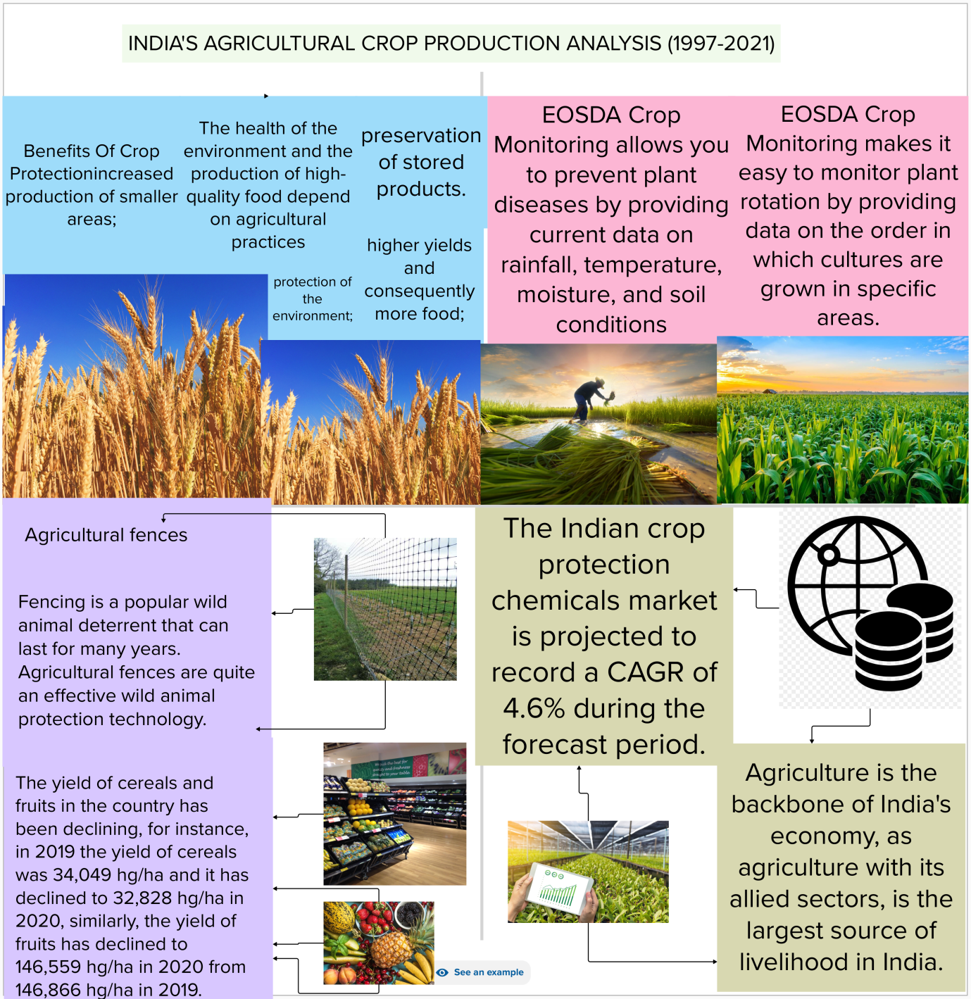 INDIA'S AGRICULTURAL CROP PRODUCTION ANALYSIS (1997-2021)
Benefits Of Crop
Protectionincreased
production of smaller
areas;
The health of the
environment and the
production of high-
quality food depend
on agricultural
practices
preservation
of stored
products.
protection of
the
environment;
higher yields
and
consequently
more food;
EOSDA Crop
Monitoring allows you
to prevent plant
diseases by providing
current data on
rainfall, temperature,
moisture, and soil
conditions
EOSDA Crop
Monitoring makes it
easy to monitor plant
rotation by providing
data on the order in
which cultures are
grown in specific
areas.
Agricultural fences
Fencing is a popular wild
animal deterrent that can
last for many years.
Agricultural fences are quite
an effective wild animal
protection technology.
The yield of cereals and
fruits in the country has
been declining, for instance,
in 2019 the yield of cereals
was 34,049 hg/ha and it has
declined to 32,828 hg/ha in
2020, similarly, the yield of
fruits has declined to
146,559 hg/ha in 2020 from
146,866 hg/ha in 2019.
The Indian crop
protection
chemicals market
is projected to
record a CAGR of
4.6% during the
forecast period.
Agriculture is the
backbone of India's
economy, as
agriculture with its
allied sectors, is the
largest source of
livelihood in India.
See an example